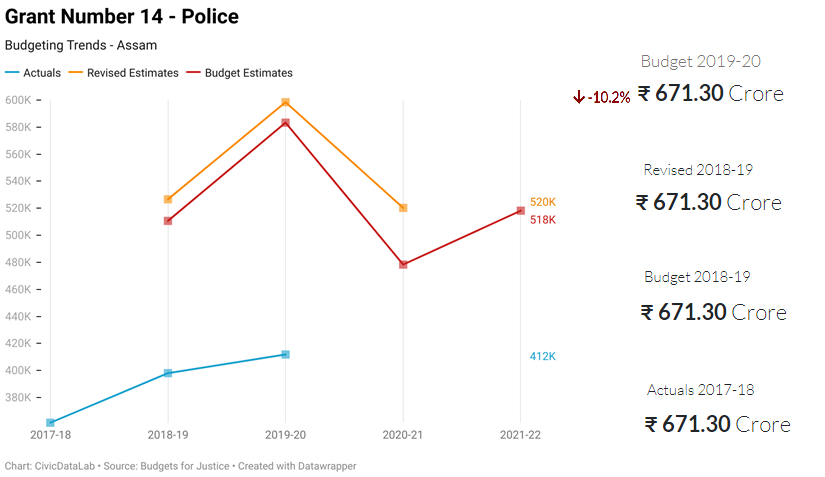 Grant Number 14 - Police
Budgeting Trends - Assam
Actuals Revised Estimates Budget Estimates
600K
580K
560K
540K
520K
500K
480K
460K
440K
420K
400K
380K
520K
518K
412K
2017-18 2018-19 2019-20 2020-21 2021-22
Chart: CivicDataLab • Source: Budgets for Justice • Created with Datawrapper
Budget 2019-20
-10.2% ₹ 671.30 Crore
Revised 2018-19
₹ 671.30 Crore
Budget 2018-19
₹ 671.30 Crore
Actuals 2017-18
₹ 671.30 Crore